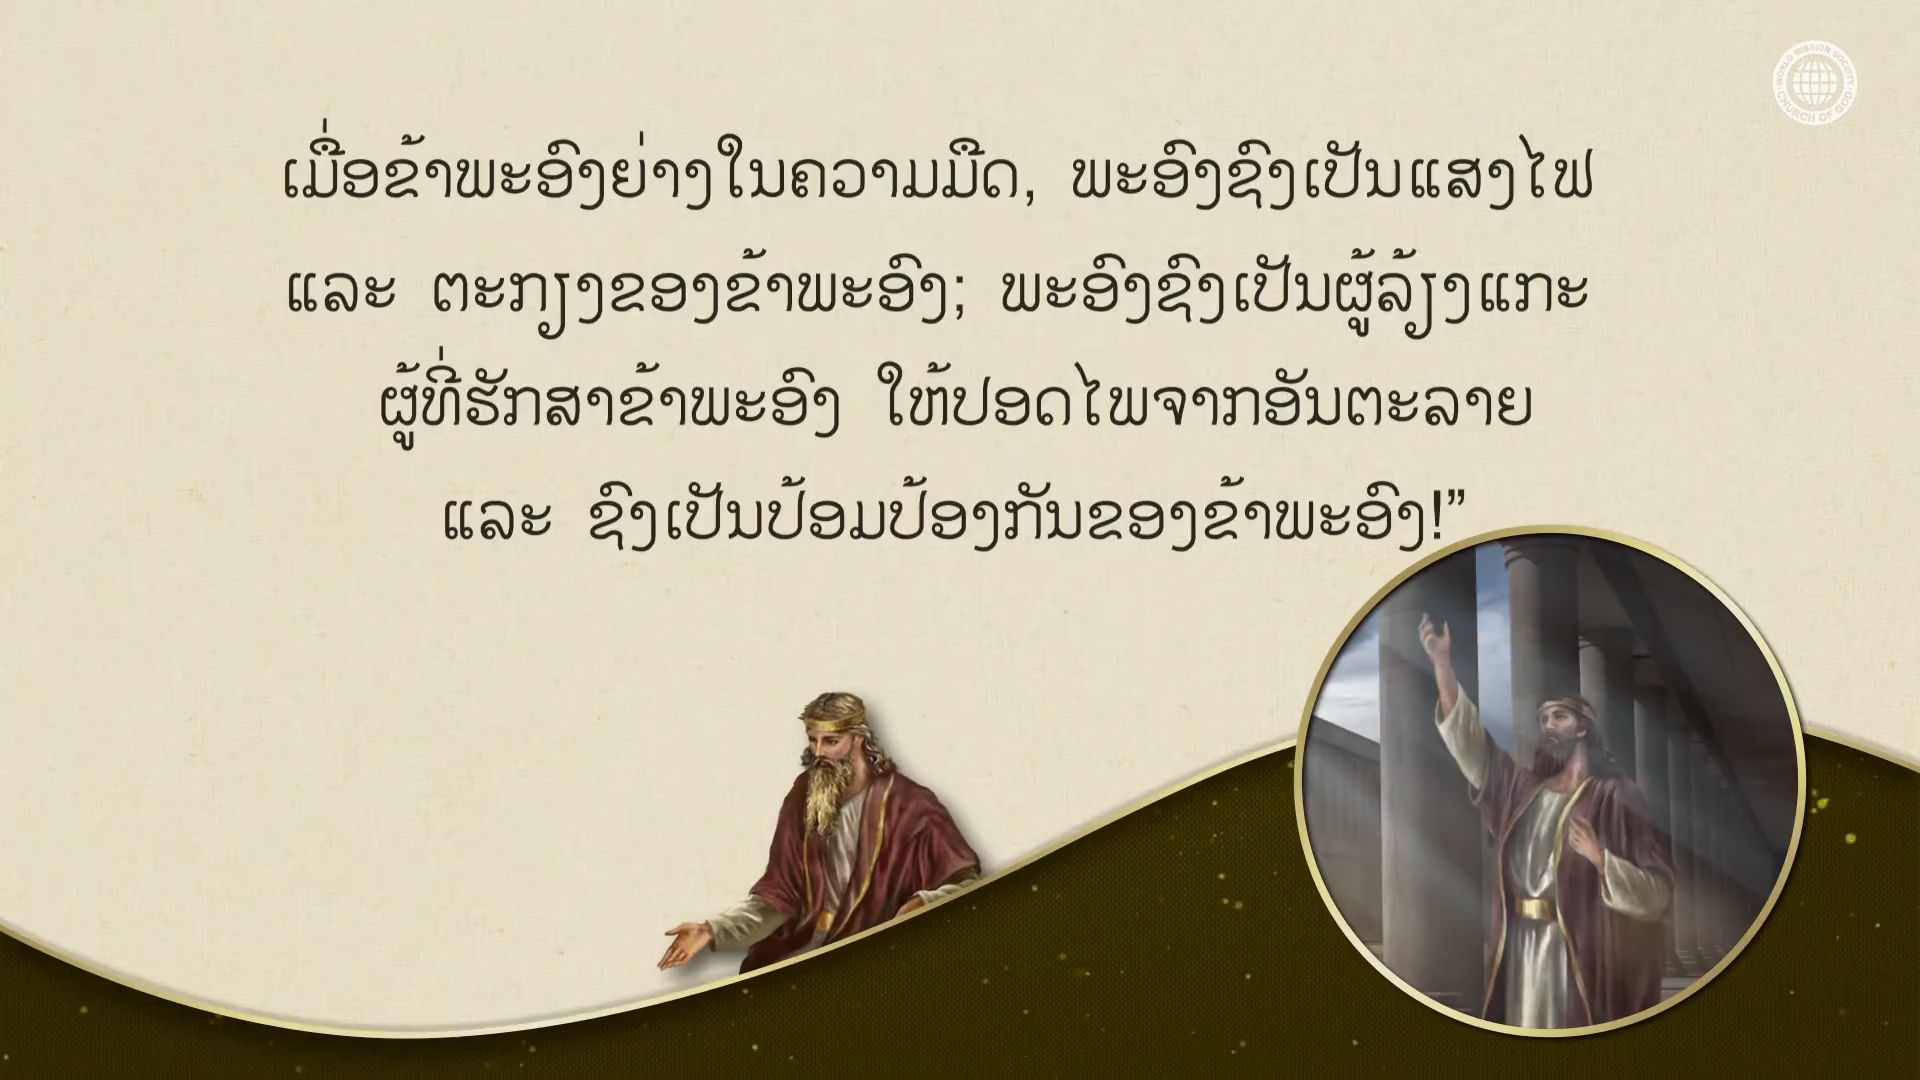 WORLD MISSION SOCIETY CHURCH OF GOD
ເມື່ອຂ້າພະອົງຍ່າງໃນຄວາມມືດ, ພະອົງຊົງເປັນແສງໄຟ
ແລະ ຕະກຽງຂອງຂ້າພະອົງ; ພະອົງຊົງເປັນຜູ້ລ້ຽງແກະ
ຜູ້ທີ່ຮັກສາຂ້າພະອົງ ໃຫ້ປອດໄພຈາກອັນຕະລາຍ
ແລະ ຊົງເປັນປ້ອມປ້ອງກັນຂອງຂ້າພະອົງ!”